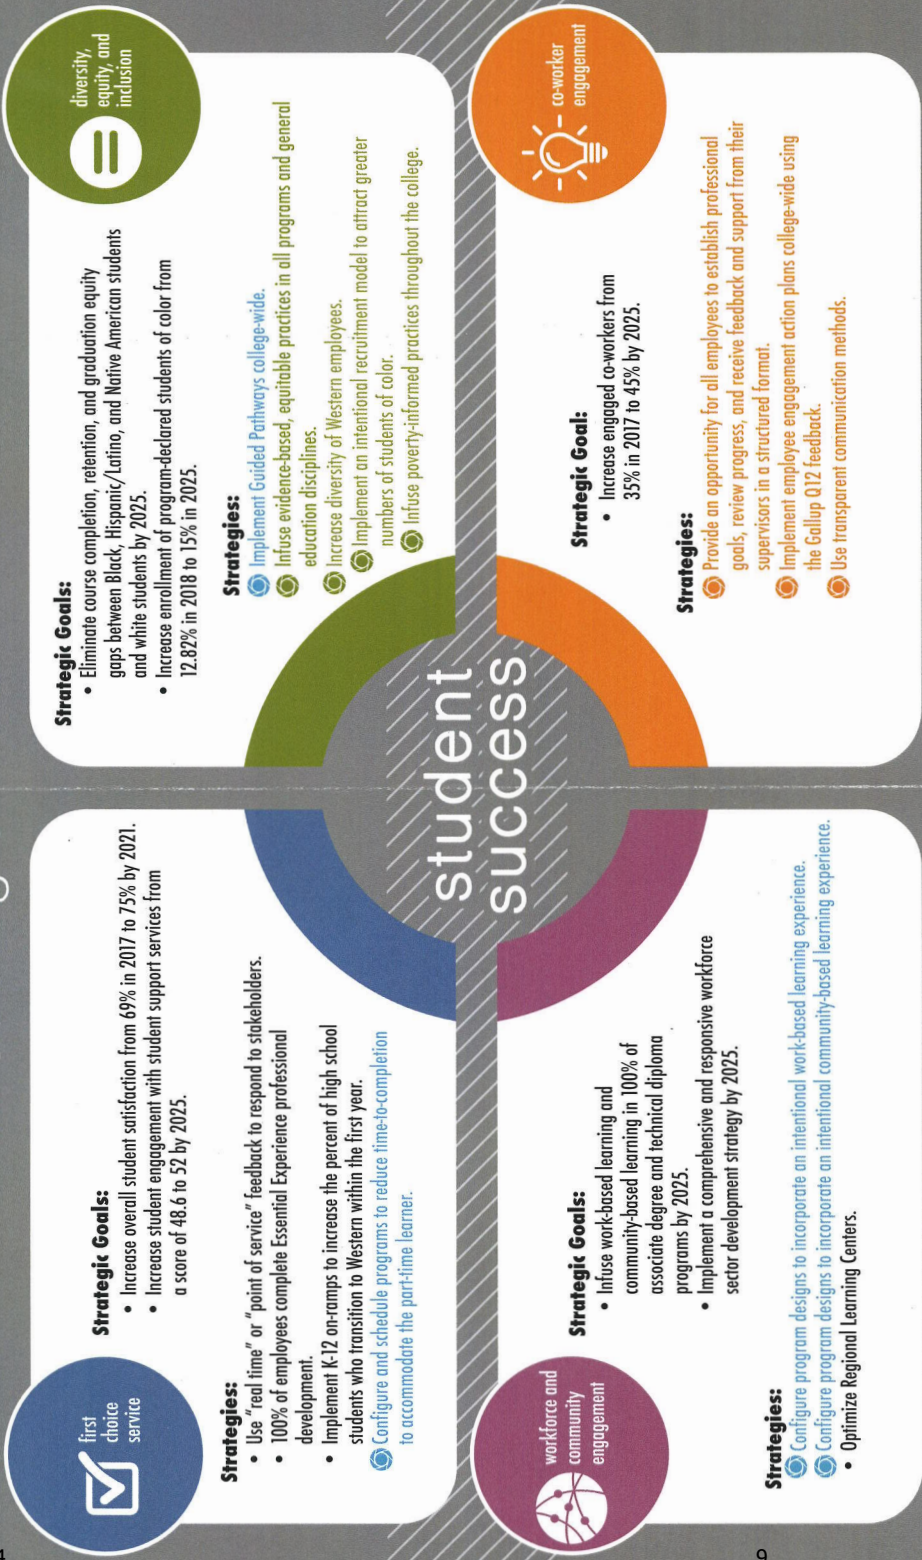 first
choice
service
Strategic Goals:
• Increase overall student satisfaction from 69% in 2017 to 75% by 2021.
• Increase student engagement with student support services from
a score of 48.6 to 52 by 2025.
Strategies:
• Use "real time" or "point of service" feedback to respond to stakeholders.
• 100% of employees complete Essential Experience professional
development.
• Implement K-12 on-ramps to increase the percent of high school
students who transition to Western within the first year.
Configure and schedule programs to reduce time-to-completion
to accommodate the part-time learner.
diversity,
equity, and
inclusion
Strategic Goals:
• Eliminate course completion, retention, and graduation equity
gaps between Black, Hispanic/Latino, and Native American students
and white students by 2025.
• Increase enrollment of program-declared students of color from
12.82% in 2018 to 15% in 2025.
Strategies:
Implement Guided Pathways college-wide.
Infuse evidence-based, equitable practices in all programs and general
education disciplines.
Increase diversity of Western employees.
Implement an intentional recruitment model to attract greater
numbers of students of color.
Infuse poverty-informed practices throughout the college.
student
success
workforce and
community
engagement
Strategic Goals:
• Infuse work-based learning and
community-based learning in 100% of
associate degree and technical diploma
programs by 2025.
• Implement a comprehensive and responsive workforce
sector development strategy by 2025.
Strategies:
Configure program designs to incorporate an intentional work-based learning experience.
Configure program designs to incorporate an intentional community-based learning experience.
• Optimize Regional Learning Centers.
co-worker
engagement
Strategic Goal:
• Increase engaged co-workers from
35% in 2017 to 45% by 2025.
Strategies:
Provide an opportunity for all employees to establish professional
goals, review progress, and receive feedback and support from their
supervisors in a structured format.
Implement employee engagement action plans college-wide using
the Gallup Q12 feedback.
Use transparent communication methods.